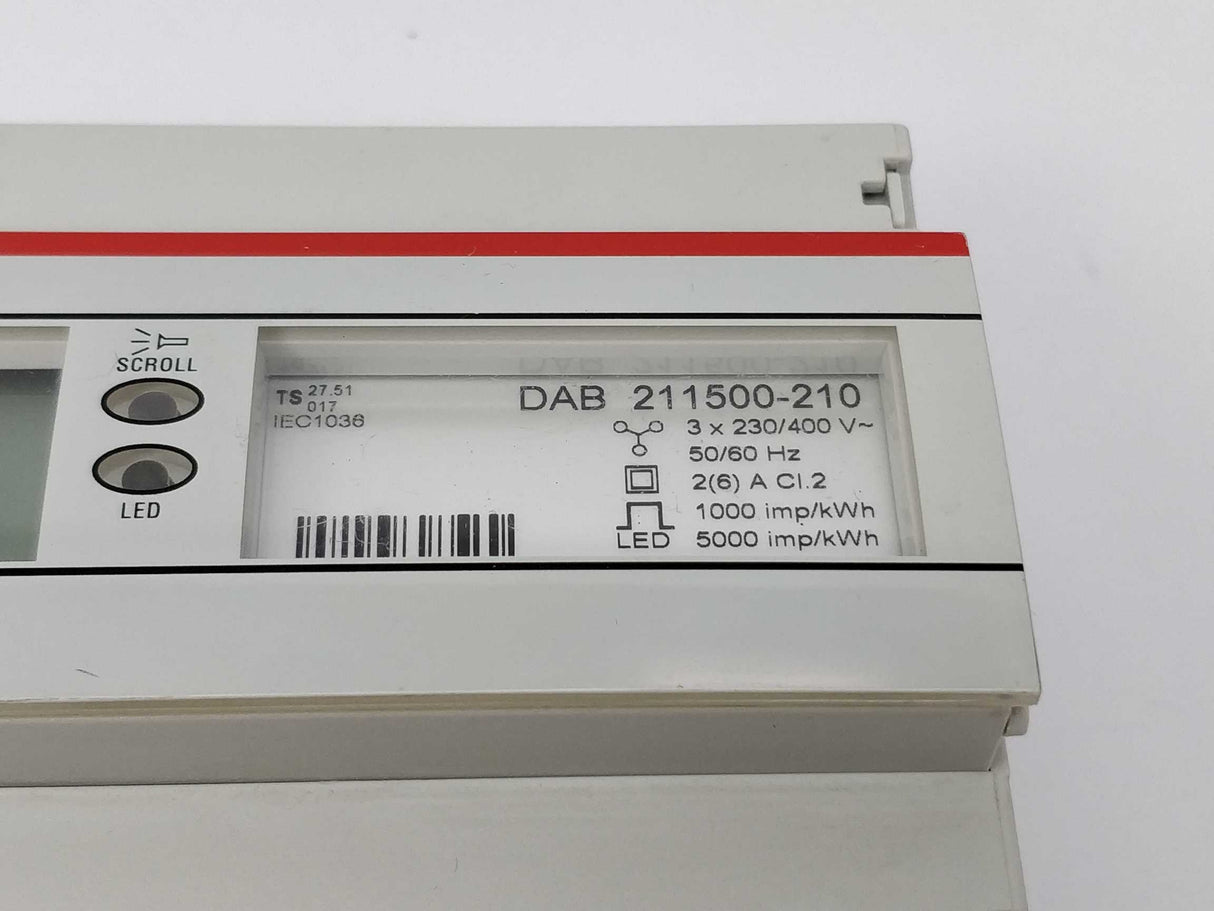 SCROLL
LED
TS 27.51
017
IEC1036
DAB 211500-210
3 x 230/400 V~
50/60 Hz
2(6) A Cl.2
1000 imp/kWh
LED 5000 imp/kWh